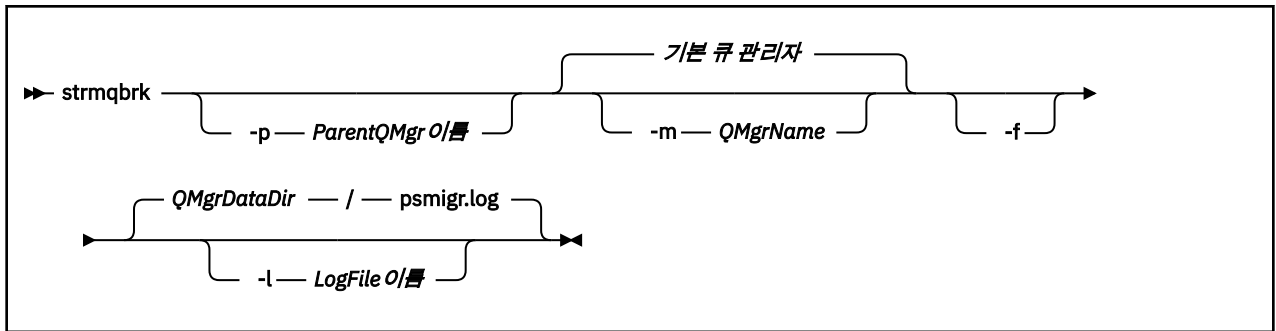 기본 큐 관리자
strmqbrk
-p ParentQMgr 이름
-m QMgrName
-f
QMgrDataDir / psmigr.log
-l LogFile 이름